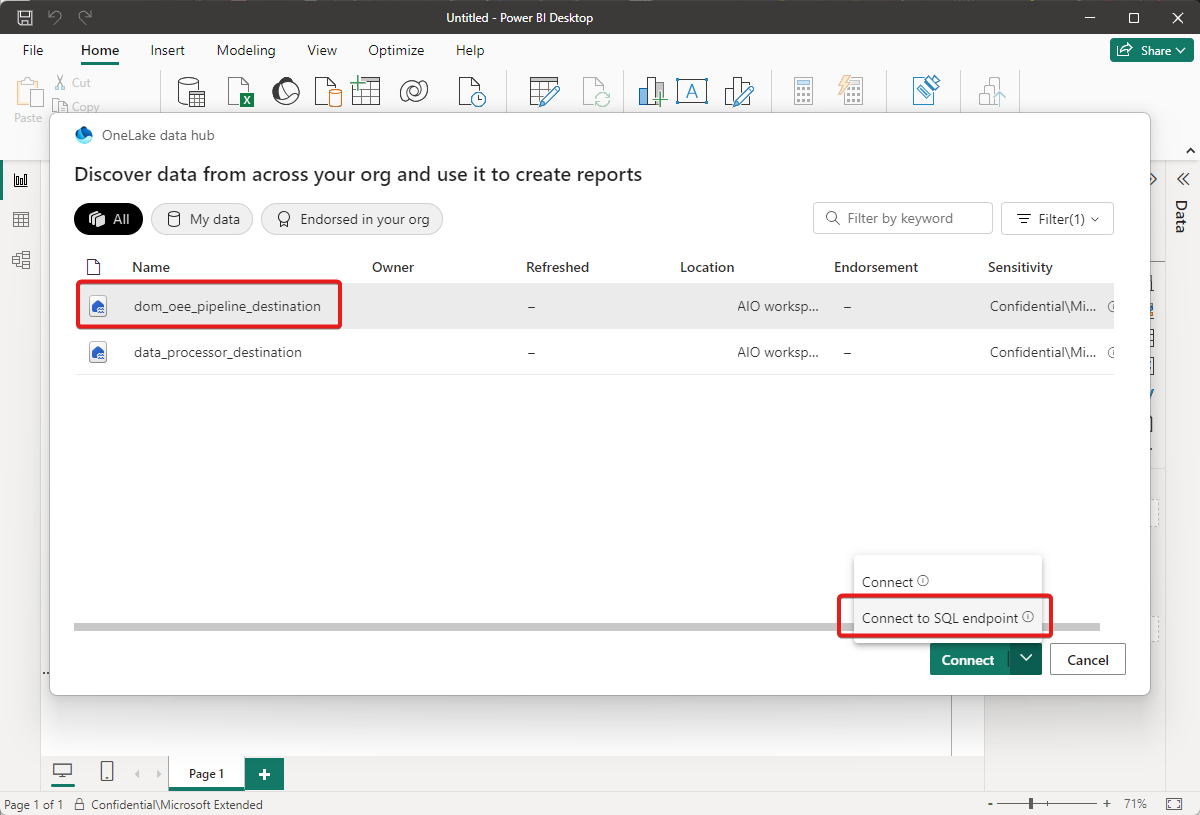 Untitled - Power BI Desktop
File Home Insert Modeling View Optimize Help Share
Cut
Copy
Paste
X
A
OneLake data hub
Discover data from across your org and use it to create reports
All My data Endorsed in your org Filter by keyword Filter(1)
Data
Name Owner Refreshed Location Endorsement Sensitivity
dom_oee_pipeline_destination – AIO worksp... – Confidential\Mi...
data_processor_destination – AIO worksp... – Confidential\Mi...
Connect
Connect to SQL endpoint
Connect Cancel
Page 1 +
Page 1 of 1 Confidential\Microsoft Extended - + 71%